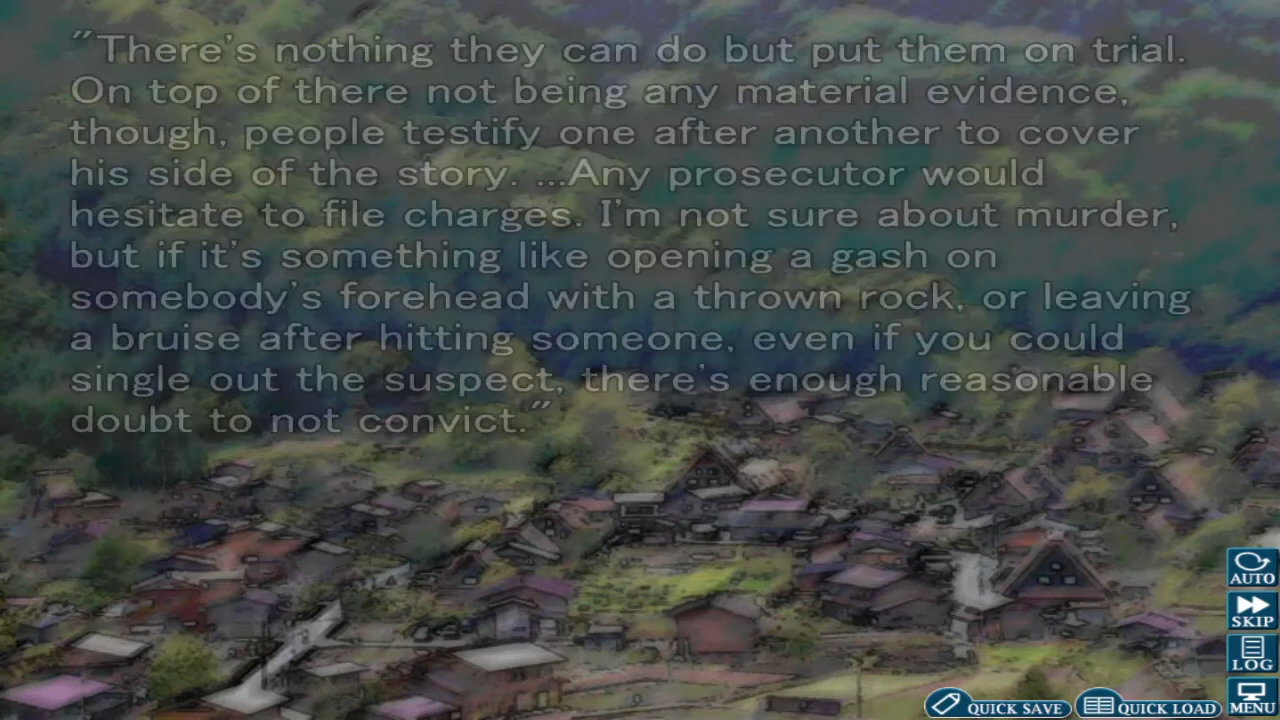 "There's nothing they can do but put them on trial.
On top of there not being any material evidence,
though, people testify one after another to cover
his side of the story. ...Any prosecutor would
hesitate to file charges. I'm not sure about murder,
but if it's something like opening a gash on
somebody's forehead with a thrown rock, or leaving
a bruise after hitting someone, even if you could
single out the suspect, there's enough reasonable
doubt to not convict."
AUTO
SKIP
LOG
MENU
QUICK SAVE
QUICK LOAD